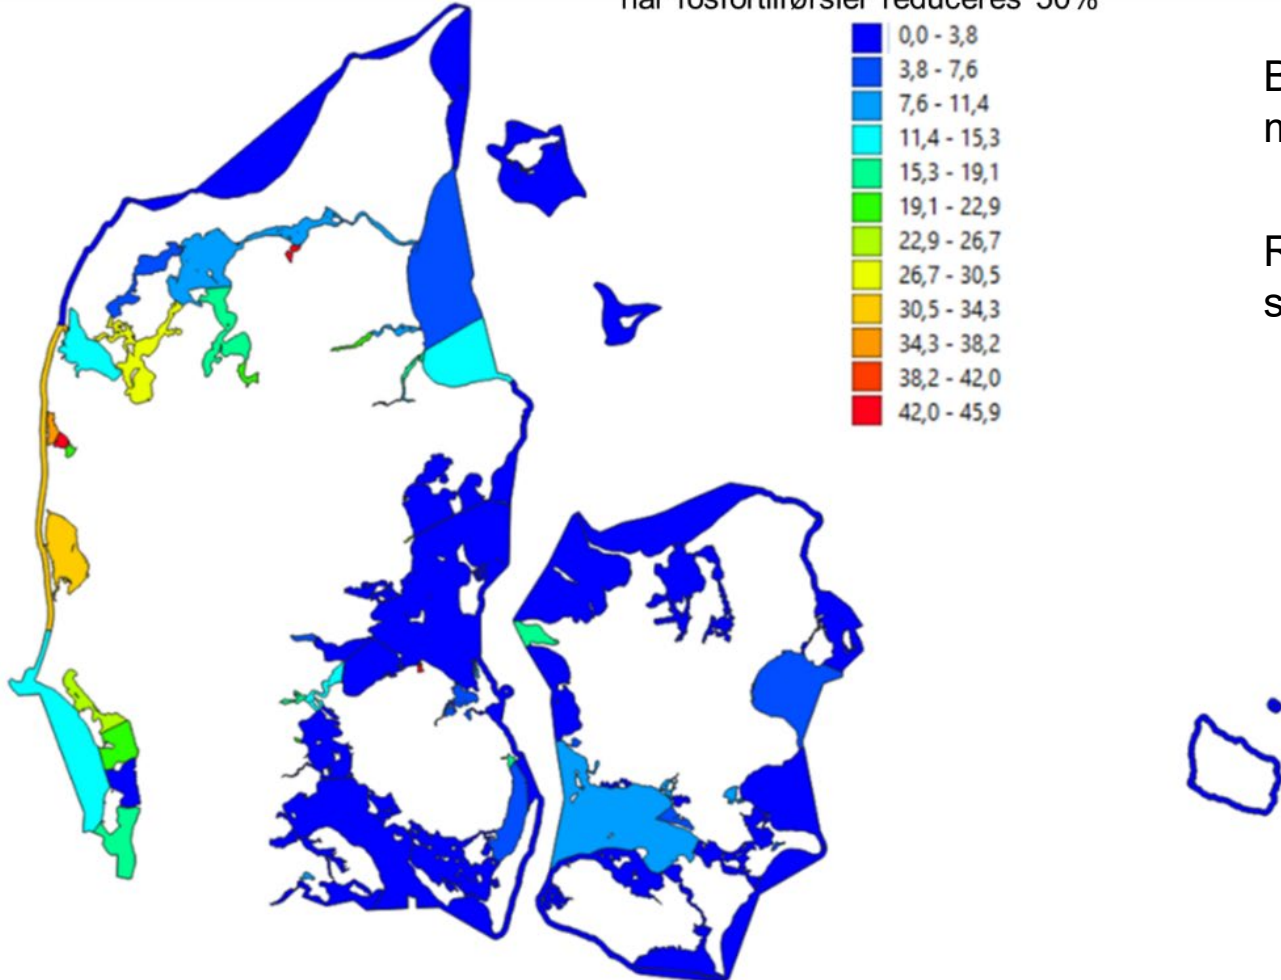 når fosfortilførsler reduceres 50%
0,0 - 3,8
3,8 - 7,6
7,6 - 11,4
11,4 - 15,3
15,3 - 19,1
19,1 - 22,9
22,9 - 26,7
26,7 - 30,5
30,5 - 34,3
34,3 - 38,2
38,2 - 42,0
42,0 - 45,9